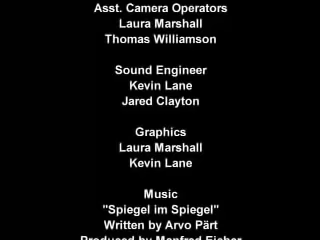 Asst. Camera Operators
Laura Marshall
Thomas Williamson
Sound Engineer
Kevin Lane
Jared Clayton
Graphics
Laura Marshall
Kevin Lane
Music
"Spiegel im Spiegel"
Written by Arvo Pärt
Produced by Manfred Eicher